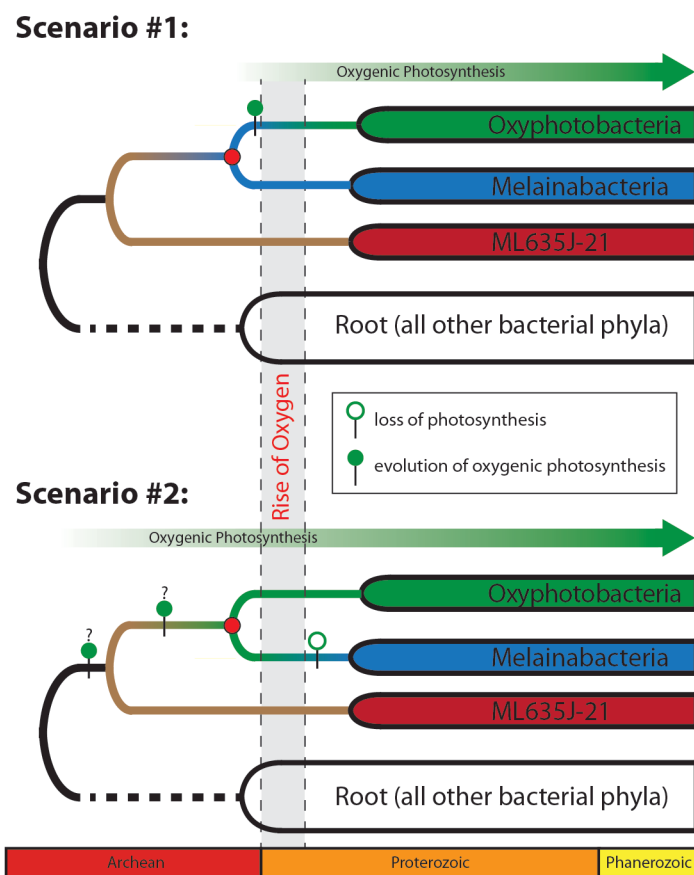 Scenario #1:
Oxygenic Photosynthesis
Oxyphotobacteria
Melainabacteria
ML635J-21
Root (all other bacterial phyla)
Rise of Oxygen
loss of photosynthesis
evolution of oxygenic photosynthesis
Scenario #2:
Oxygenic Photosynthesis
?
?
Oxyphotobacteria
Melainabacteria
ML635J-21
Root (all other bacterial phyla)
Archean
Proterozoic
Phanerozoic